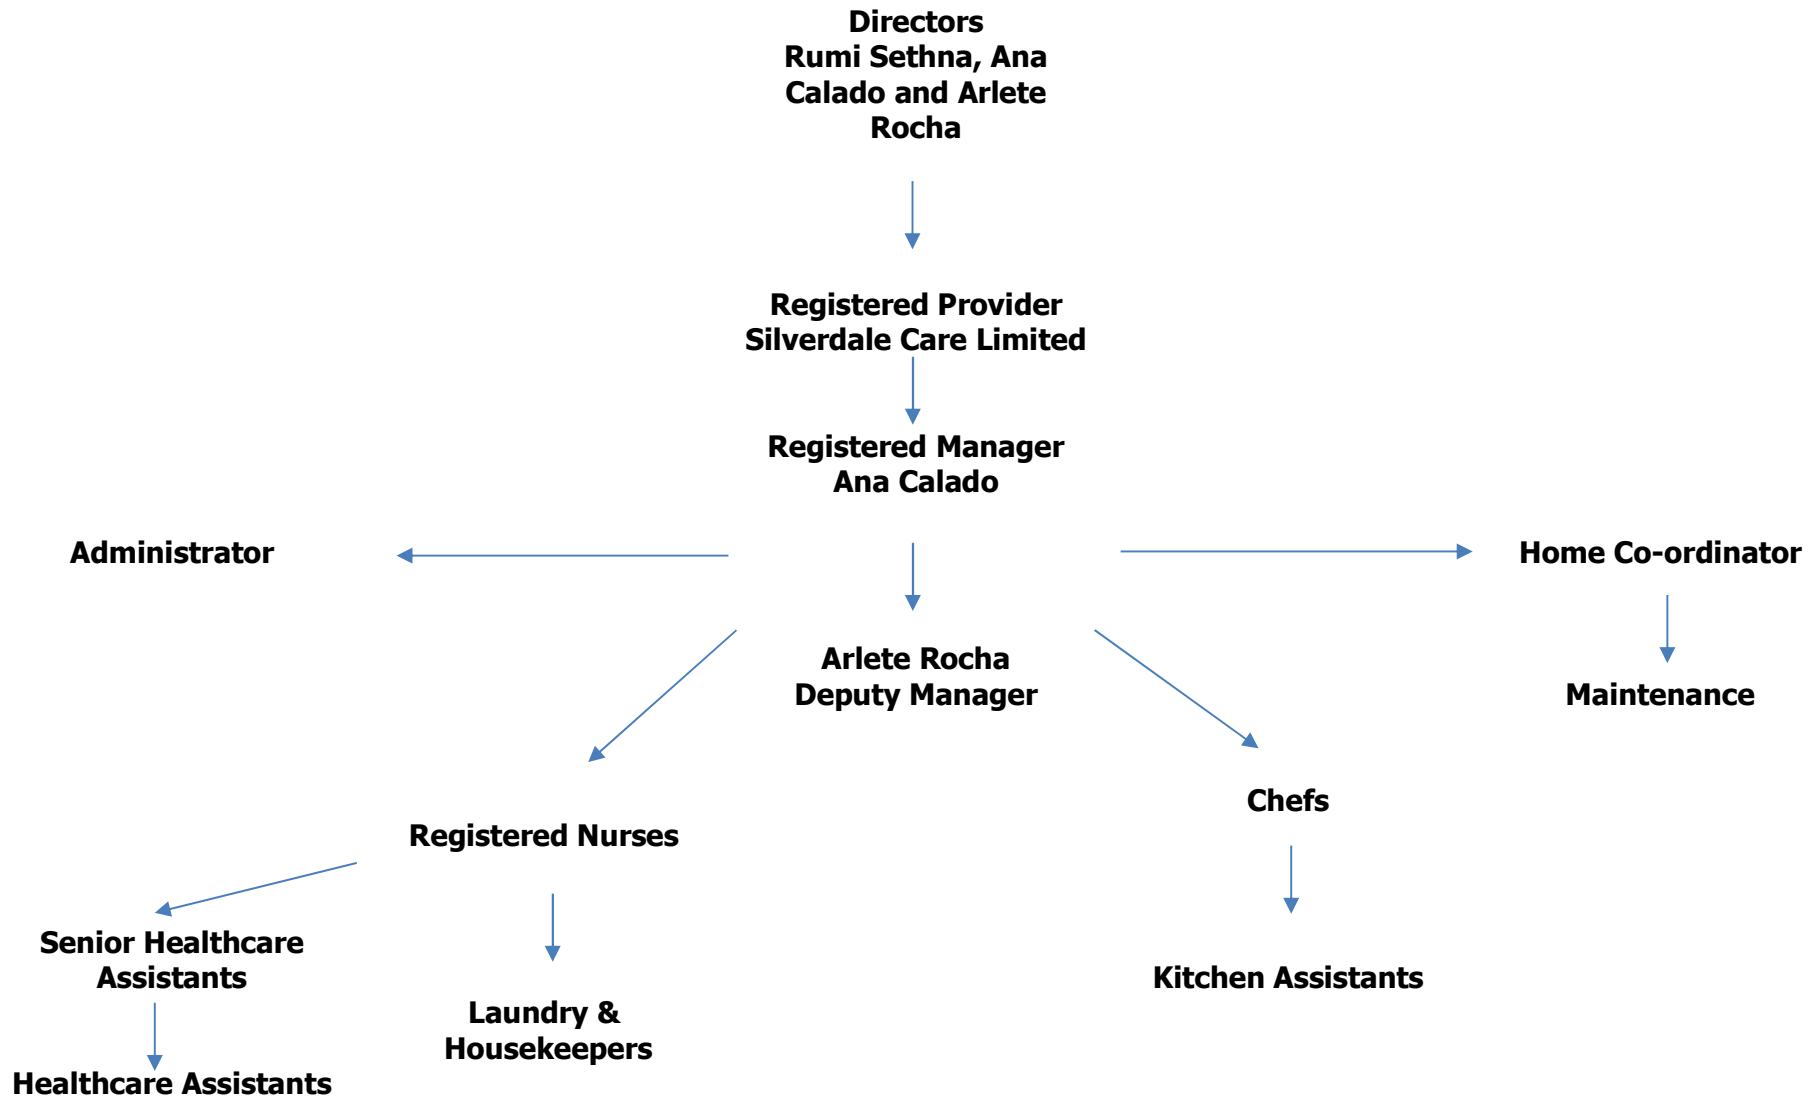 Directors
Rumi Sethna, Ana
Calado and Arlete
Rocha
Registered Provider
Silverdale Care Limited
Registered Manager
Ana Calado
Administrator
Home Co-ordinator
Arlete Rocha
Deputy Manager
Maintenance
Chefs
Registered Nurses
Senior Healthcare
Assistants
Kitchen Assistants
Laundry &
Housekeepers
Healthcare Assistants